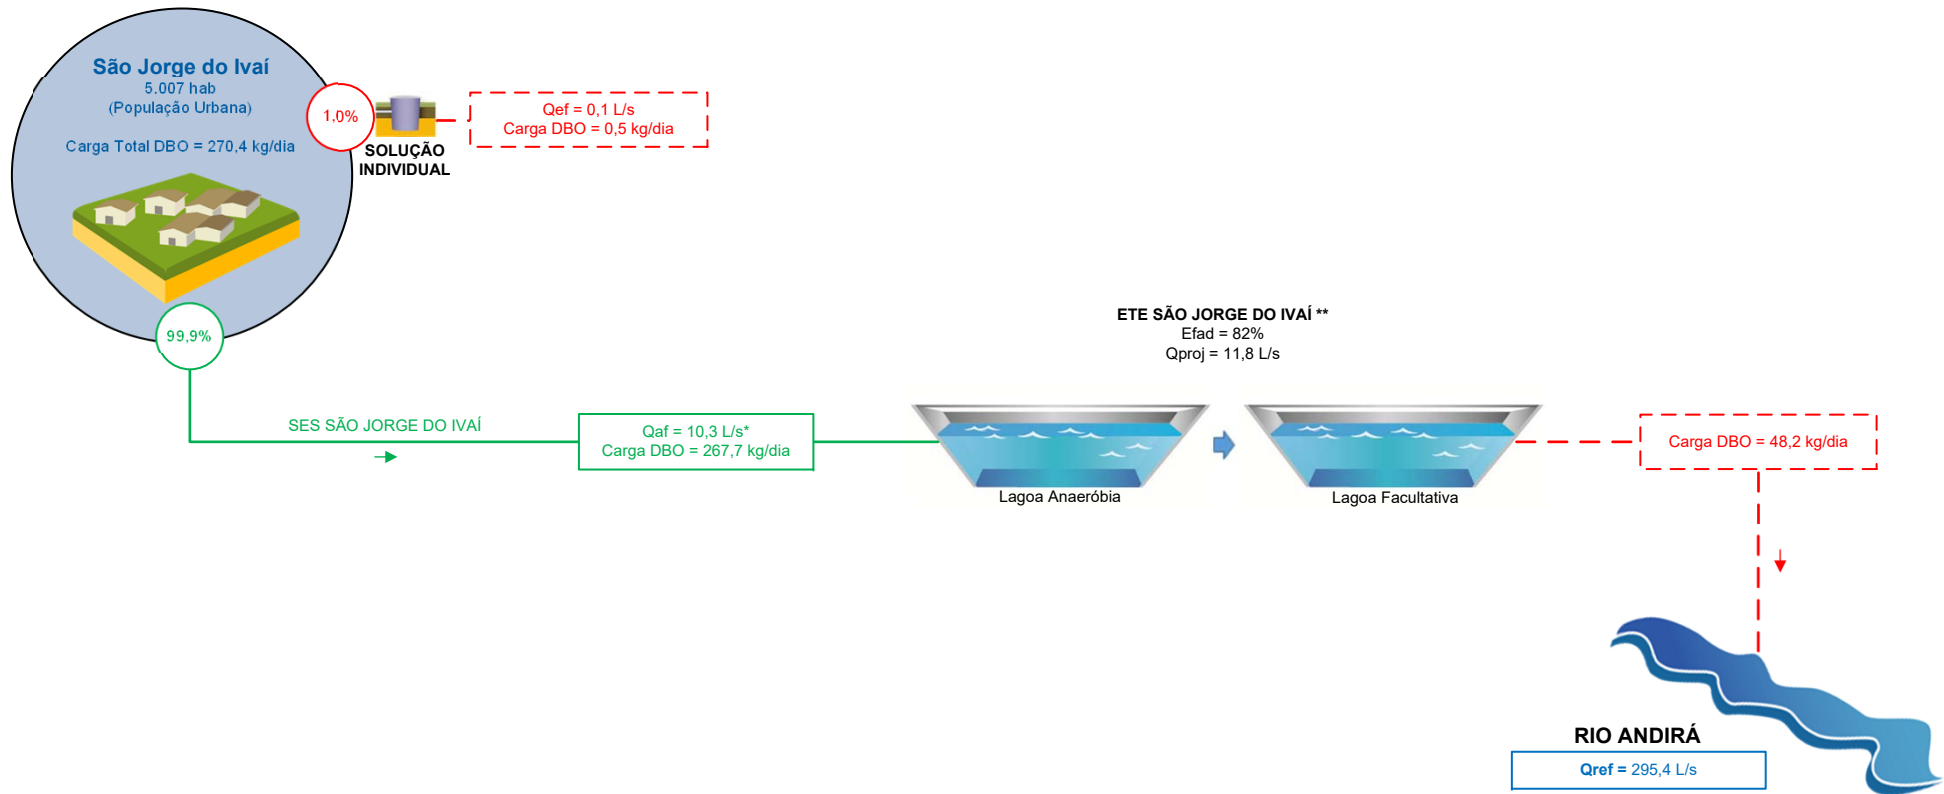 São Jorge do Ivaí
5.007 hab
(População Urbana)
Carga Total DBO = 270,4 kg/dia
1,0%
SOLUÇÃO
INDIVIDUAL
Qef = 0,1 L/s
Carga DBO = 0,5 kg/dia
99,9%
SES SÃO JORGE DO IVAÍ
Qaf = 10,3 L/s*
Carga DBO = 267,7 kg/dia
ETE SÃO JORGE DO IVAÍ **
Efad = 82%
Qproj = 11,8 L/s
Lagoa Anaeróbia
Lagoa Facultativa
Carga DBO = 48,2 kg/dia
RIO ANDIRÁ
Qref = 295,4 L/s